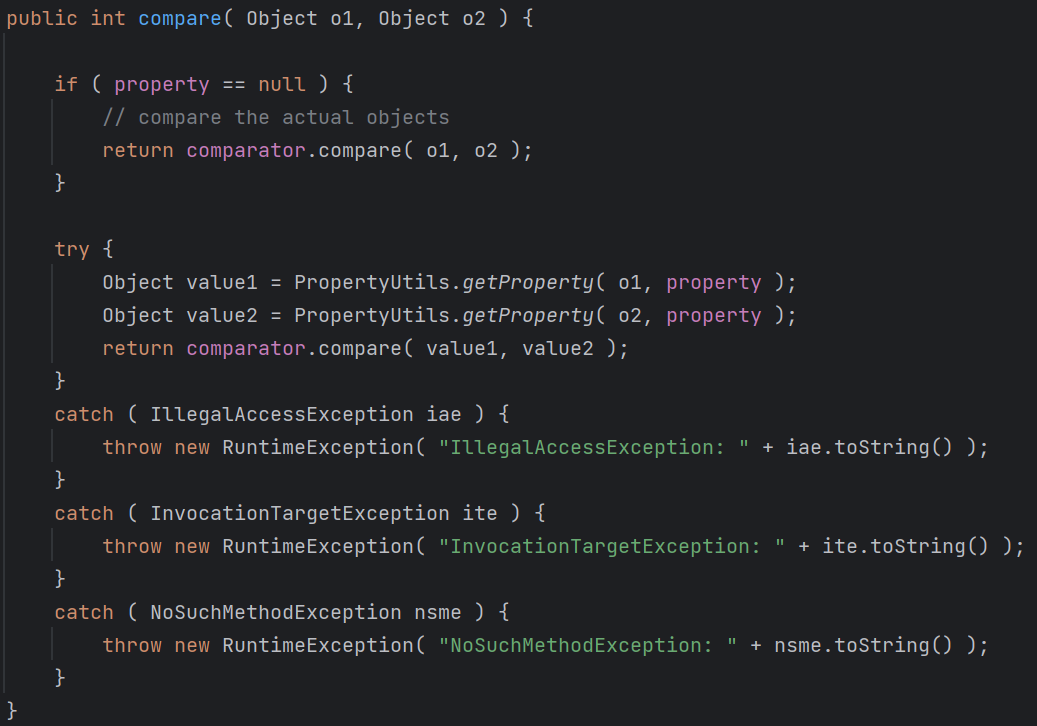 public int compare( Object o1, Object o2 ) {
if ( property == null ) {
// compare the actual objects
return comparator.compare( o1, o2 );
}
try {
Object value1 = PropertyUtils.getProperty( o1, property );
Object value2 = PropertyUtils.getProperty( o2, property );
return comparator.compare( value1, value2 );
}
catch ( IllegalAccessException iae ) {
throw new RuntimeException( "IllegalAccessException: " + iae.toString() );
}
catch ( InvocationTargetException ite ) {
throw new RuntimeException( "InvocationTargetException: " + ite.toString() );
}
catch ( NoSuchMethodException nsme ) {
throw new RuntimeException( "NoSuchMethodException: " + nsme.toString() );
}
}